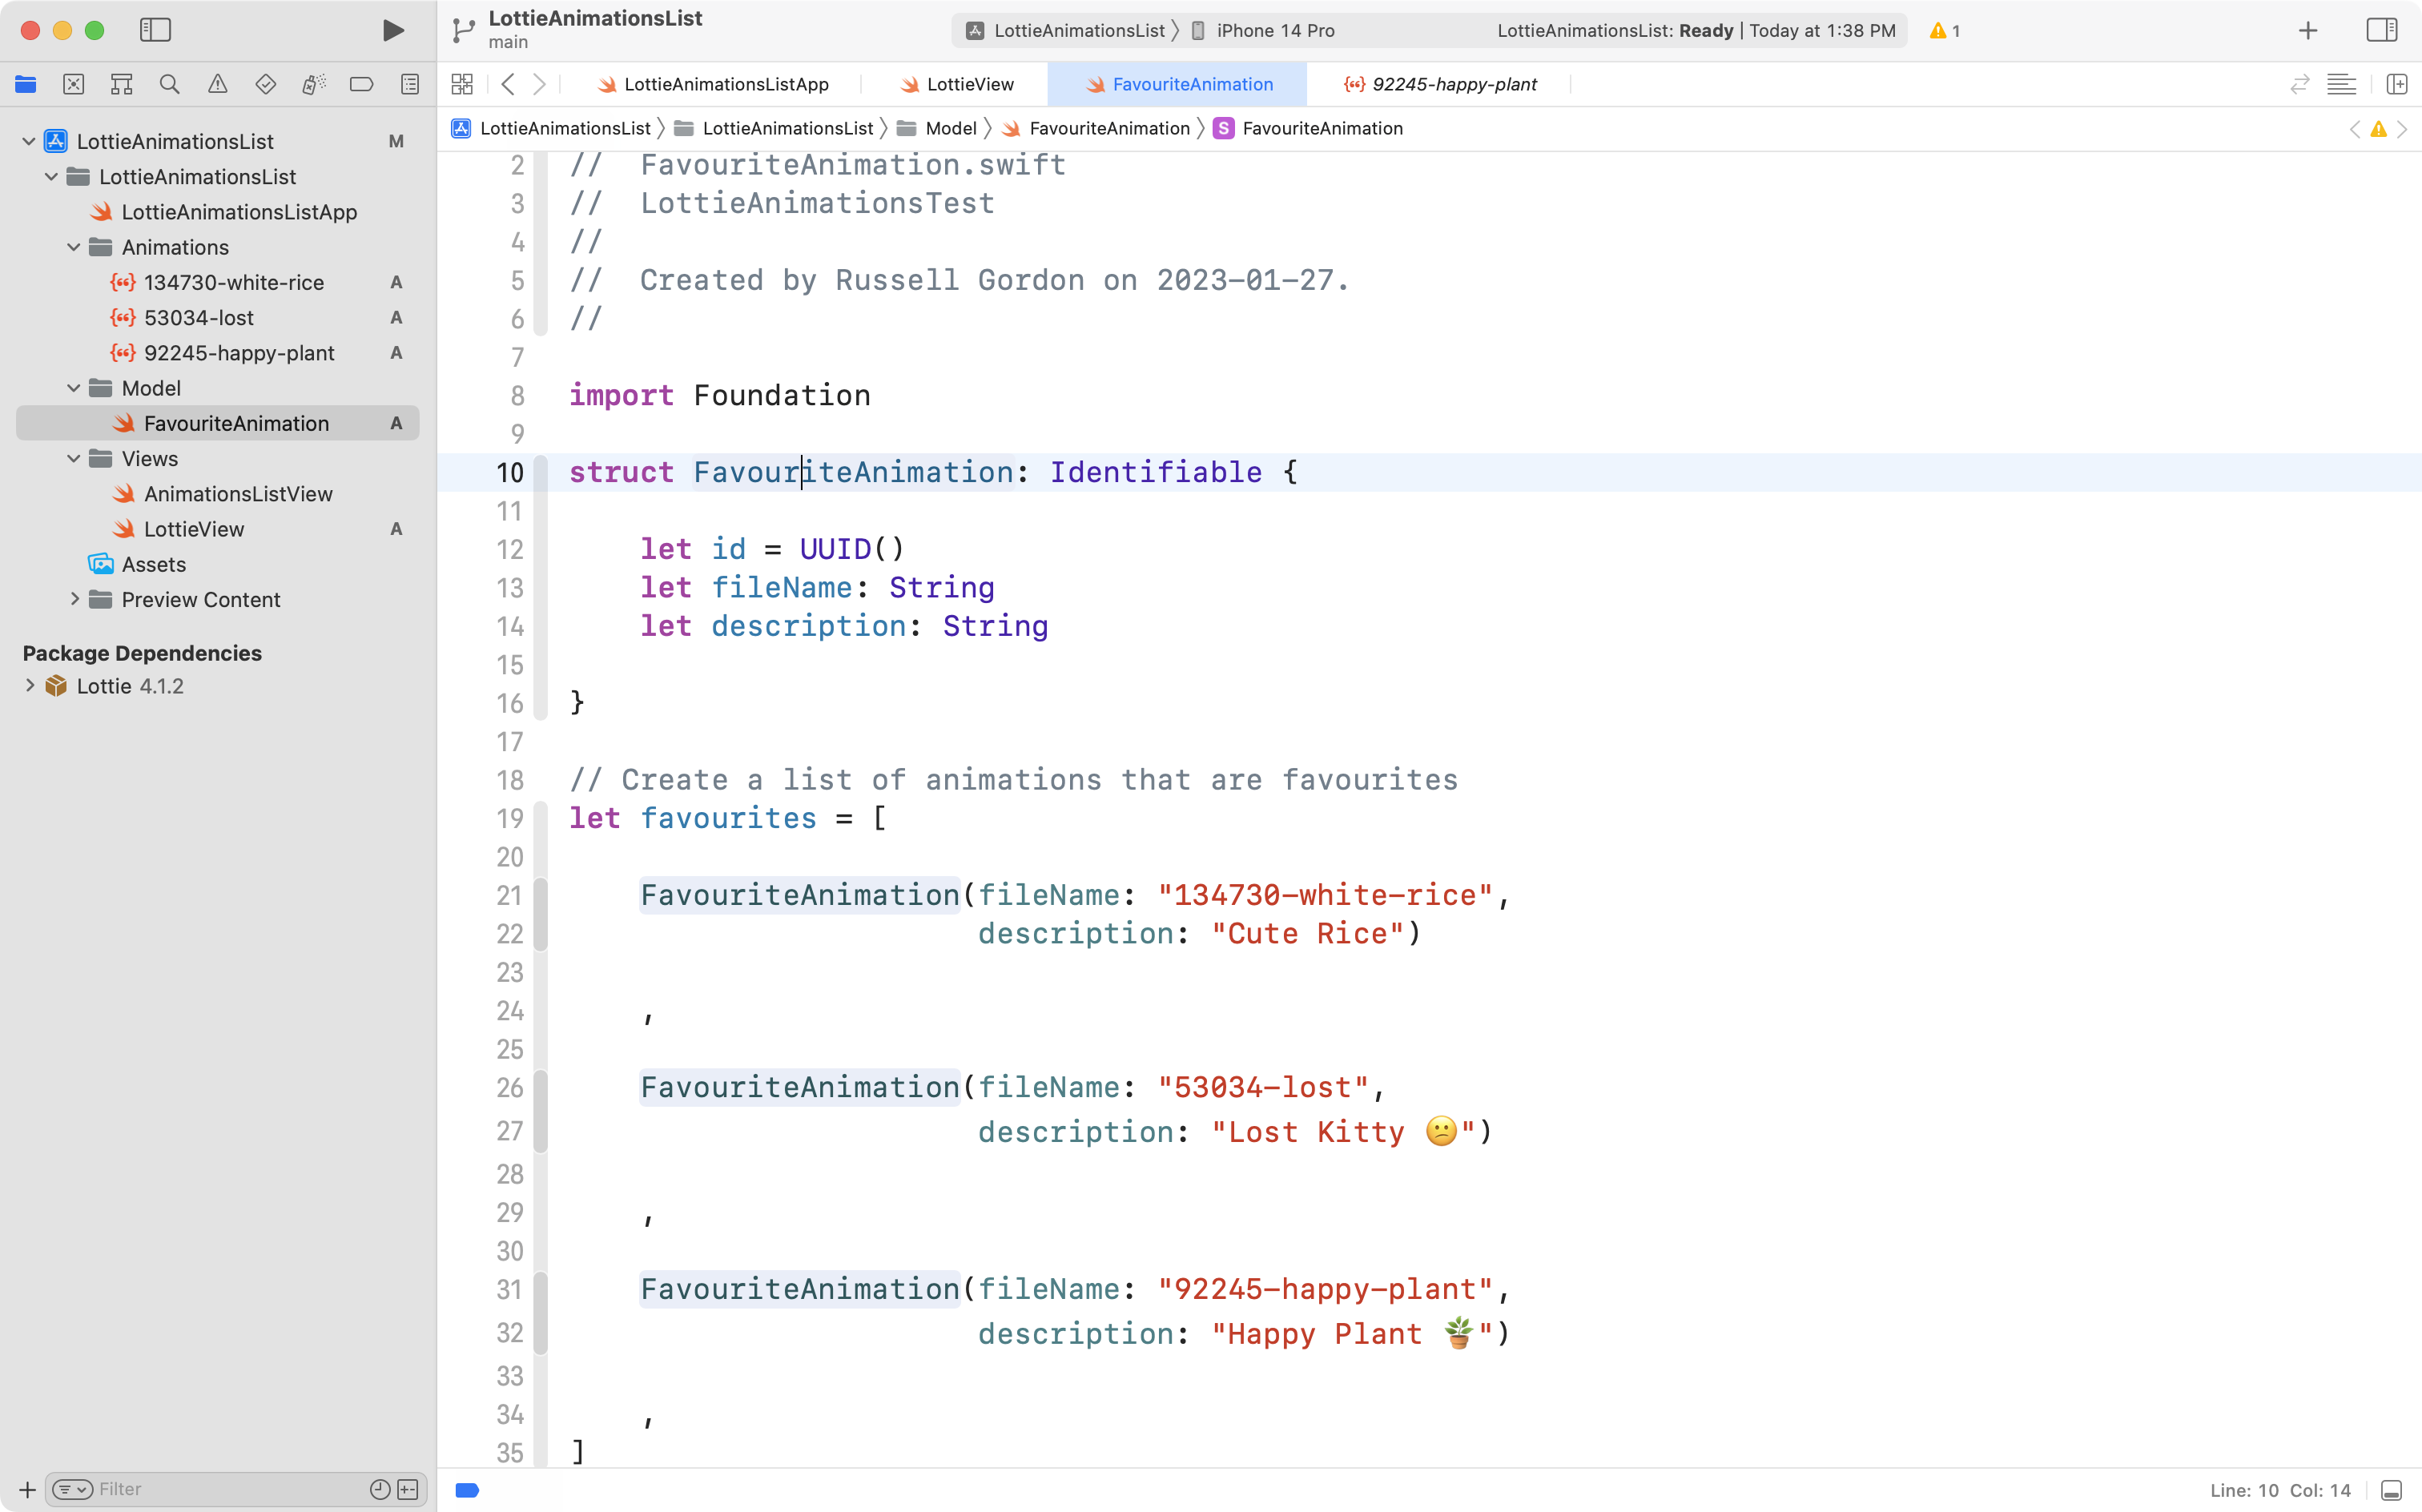 LottieAnimationsList
main
LottieAnimationsList
iPhone 14 Pro
LottieAnimationsList: Ready | Today at 1:38 PM
1
LottieAnimationsListApp
LottieView
FavouriteAnimation
92245-happy-plant
LottieAnimationsList
LottieAnimationsList
Model
FavouriteAnimation
S FavouriteAnimation
LottieAnimationsList M
LottieAnimationsList
LottieAnimationsListApp
Animations
134730-white-rice A
53034-lost A
92245-happy-plant A
Model
FavouriteAnimation A
Views
AnimationsListView
LottieView A
Assets
Preview Content
Package Dependencies
Lottie 4.1.2
Filter
2 //  FavouriteAnimation.swift
3 //  LottieAnimationsTest
4 //
5 //  Created by Russell Gordon on 2023-01-27.
6 //
7
8 import Foundation
9
10 struct FavouriteAnimation: Identifiable {
11
12     let id = UUID()
13     let fileName: String
14     let description: String
15
16 }
17
18 // Create a list of animations that are favourites
19 let favourites = [
20
21     FavouriteAnimation(fileName: "134730-white-rice",
22                        description: "Cute Rice")
23
24     ,
25
26     FavouriteAnimation(fileName: "53034-lost",
27                        description: "Lost Kitty 😕")
28
29     ,
30
31     FavouriteAnimation(fileName: "92245-happy-plant",
32                        description: "Happy Plant 🪴")
33
34     ,
35 ]
Line: 10 Col: 14